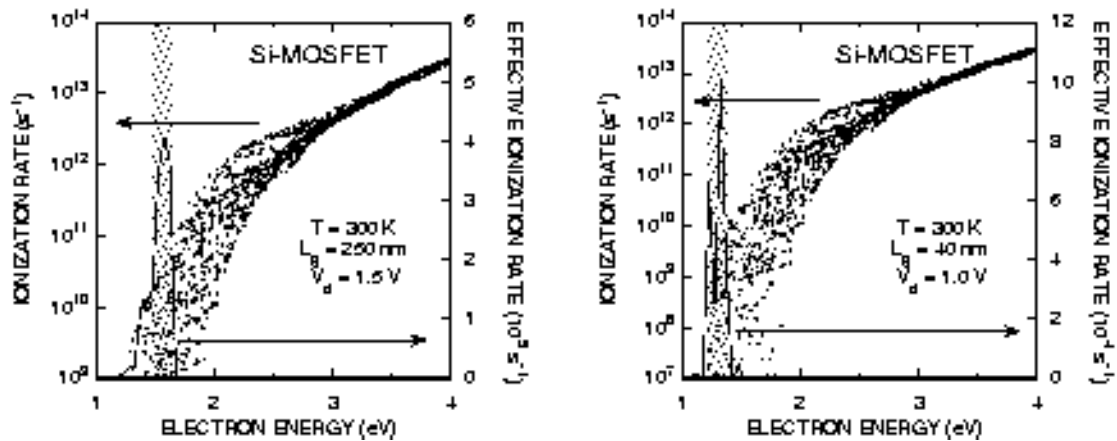 IONIZATION RATE (s⁻¹)
10¹⁴
10¹³
10¹²
10¹¹
10¹⁰
10⁹
Si-MOSFET
T = 300 K
L_g = 250 nm
V_d = 1.5 V
6
5
4
3
2
1
0
EFFECTIVE IONIZATION RATE s⁻¹)
1 2 3 4
ELECTRON ENERGY (eV)
IONIZATION RATE (s⁻¹)
10¹⁴
10¹³
10¹²
10¹¹
10¹⁰
10⁹
10⁸
10⁷
Si-MOSFET
T = 300 K
L_g = 40 nm
V_d = 1.0 V
12
10
8
6
4
2
0
EFFECTIVE IONIZATION RATE s⁻¹)
1 2 3 4
ELECTRON ENERGY (eV)